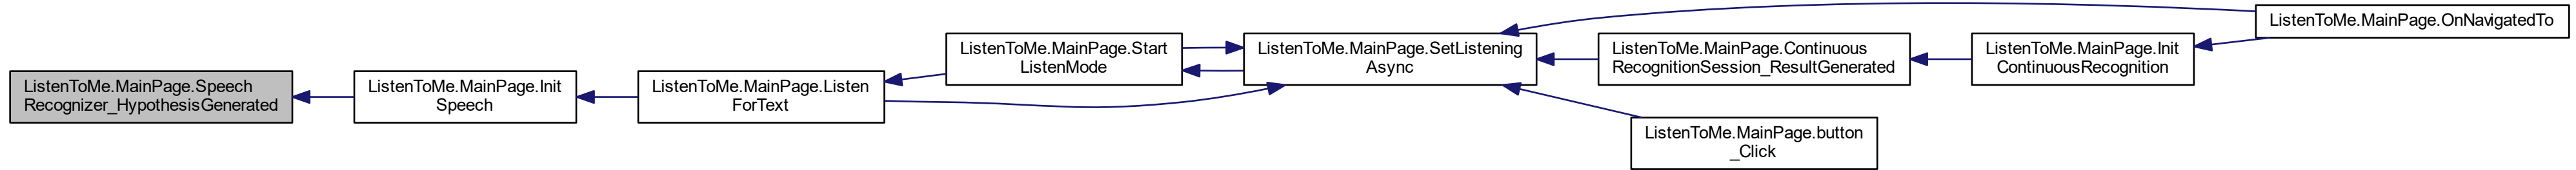 ListenToMe.MainPage.Speech
Recognizer_HypothesisGenerated
ListenToMe.MainPage.Init
Speech
ListenToMe.MainPage.Listen
ForText
ListenToMe.MainPage.Start
ListenMode
ListenToMe.MainPage.SetListening
Async
ListenToMe.MainPage.Continuous
RecognitionSession_ResultGenerated
ListenToMe.MainPage.button
_Click
ListenToMe.MainPage.Init
ContinuousRecognition
ListenToMe.MainPage.OnNavigatedTo